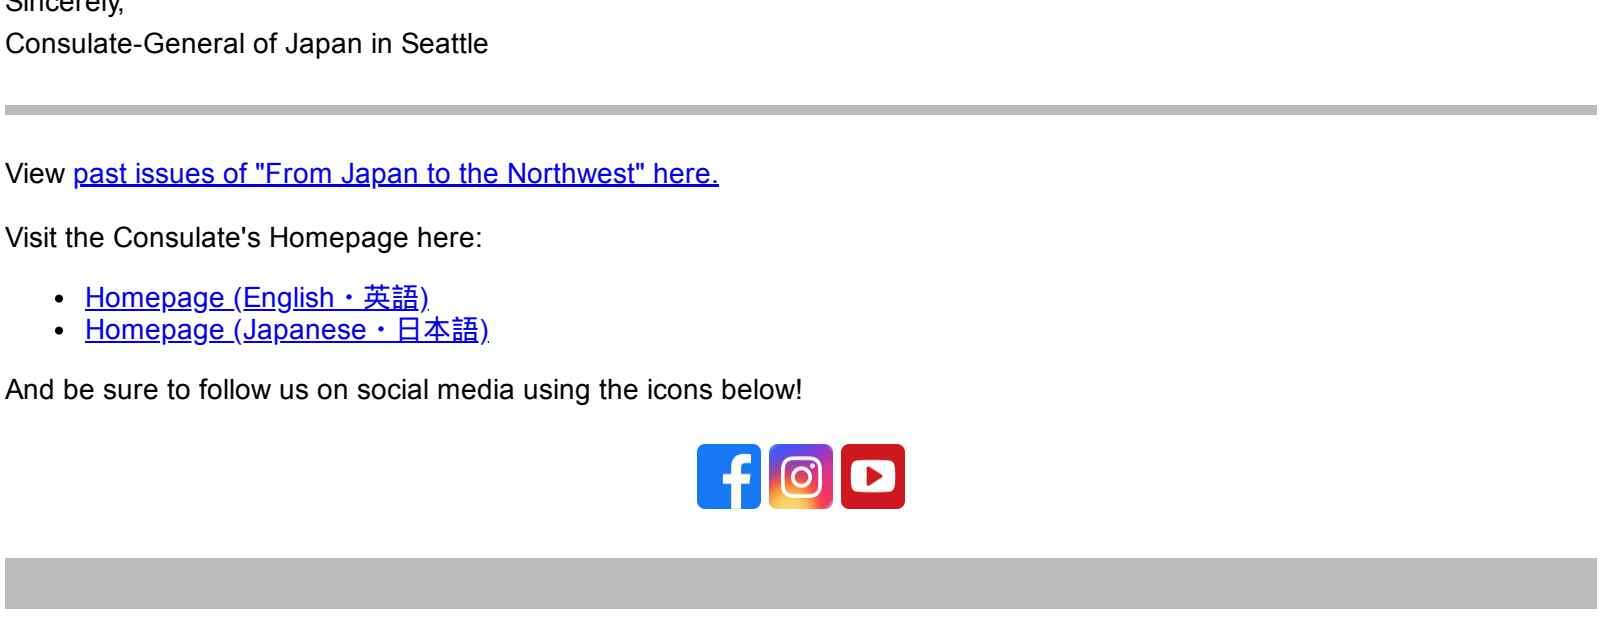 Sincerely,
Consulate-General of Japan in Seattle
View past issues of "From Japan to the Northwest" here.
Visit the Consulate's Homepage here:
Homepage (English・英語)
Homepage (Japanese・日本語)
And be sure to follow us on social media using the icons below!